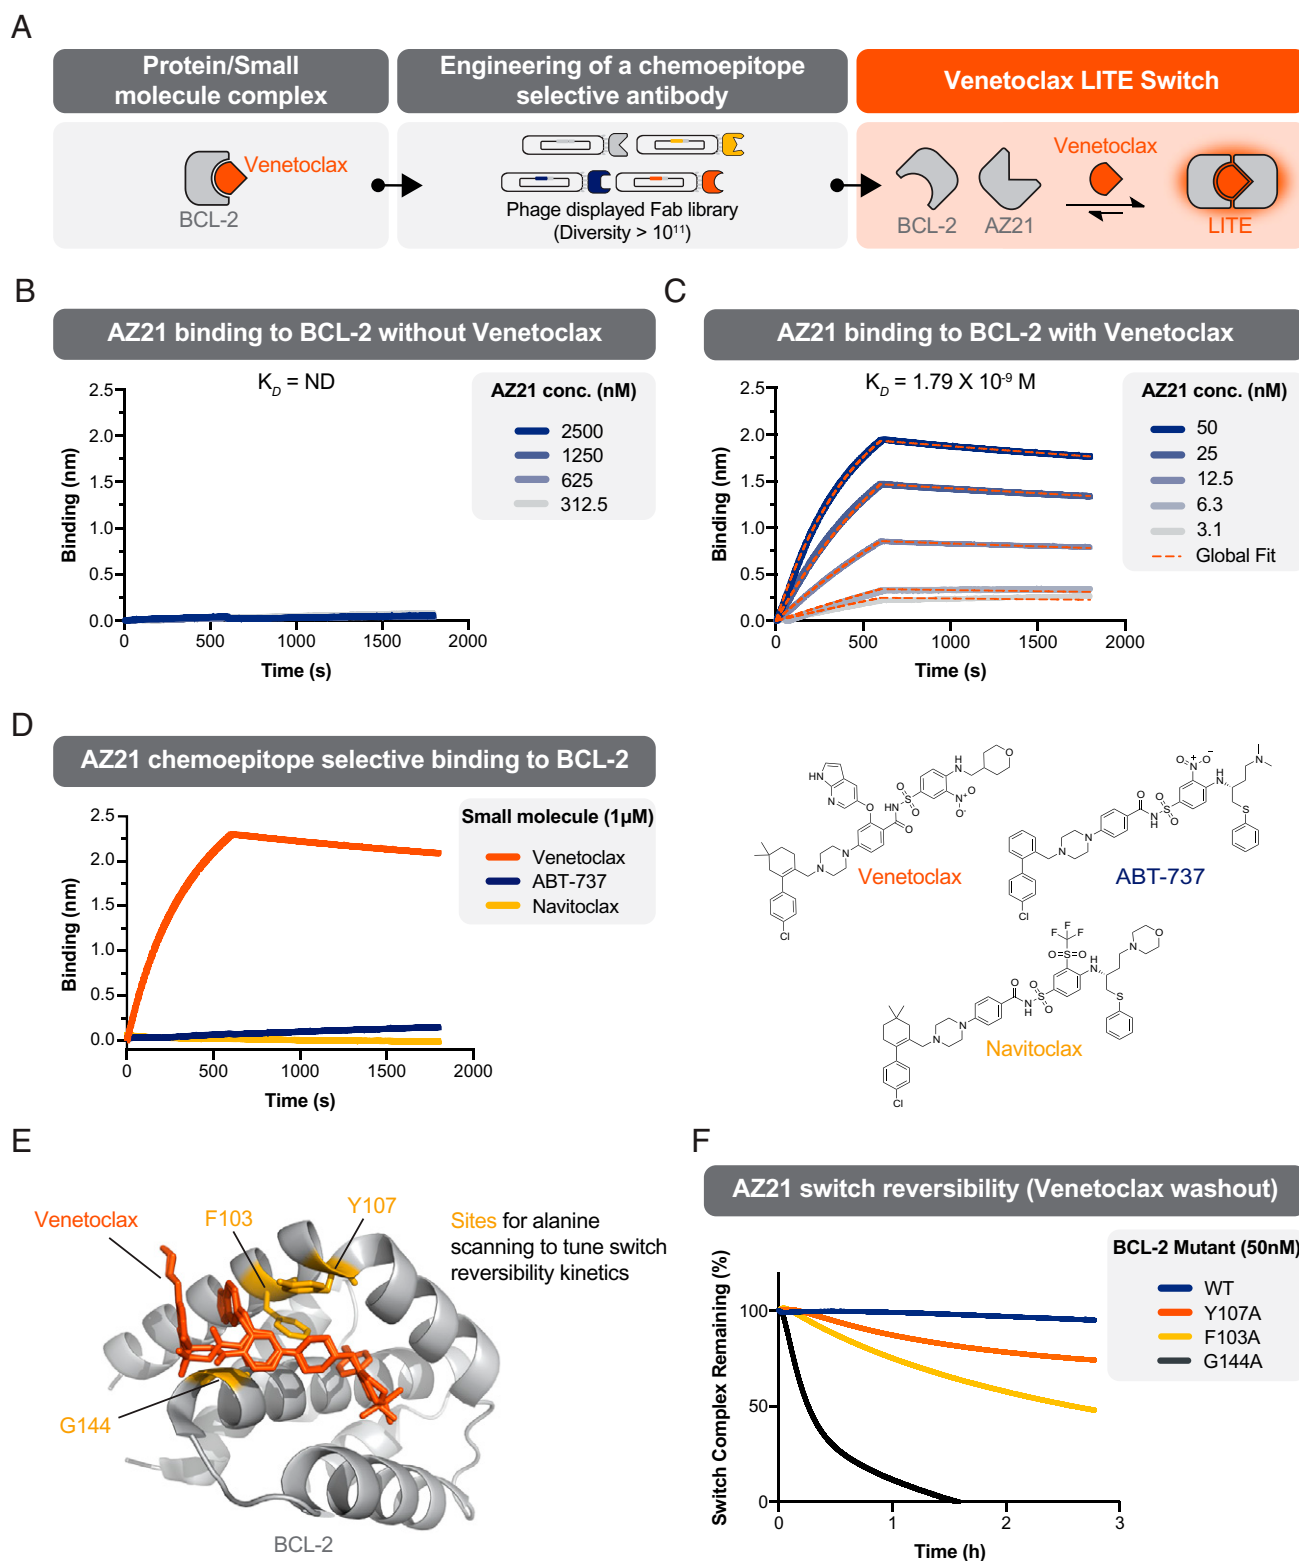 A
Protein/Small
molecule complex
Engineering of a chemoepitope
selective antibody
Venetoclax LITE Switch
Venetoclax
BCL-2
Phage displayed Fab library
(Diversity > 10¹¹)
Venetoclax
BCL-2
AZ21
LITE
B
AZ21 binding to BCL-2 without Venetoclax
K_D = ND
AZ21 conc. (nM)
2500
1250
625
312.5
Binding (nm)
2.5
2.0
1.5
1.0
0.5
0.0
0
500
1000
1500
2000
Time (s)
C
AZ21 binding to BCL-2 with Venetoclax
K_D = 1.79 X 10⁻⁹ M
AZ21 conc. (nM)
50
25
12.5
6.3
3.1
Global Fit
Binding (nm)
2.5
2.0
1.5
1.0
0.5
0.0
0
500
1000
1500
2000
Time (s)
D
AZ21 chemoepitope selective binding to BCL-2
Small molecule (1µM)
Venetoclax
ABT-737
Navitoclax
Binding (nm)
2.5
2.0
1.5
1.0
0.5
0.0
0
500
1000
1500
2000
Time (s)
Venetoclax
ABT-737
Navitoclax
E
Venetoclax
F103
Y107
G144
BCL-2
Sites for alanine
scanning to tune switch
reversibility kinetics
F
AZ21 switch reversibility (Venetoclax washout)
BCL-2 Mutant (50nM)
WT
Y107A
F103A
G144A
Switch Complex Remaining (%)
100
50
0
0
1
2
3
Time (h)